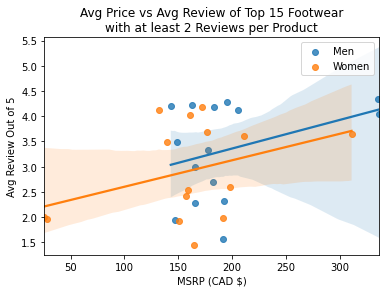 Avg Price vs Avg Review of Top 15 Footwear
with at least 2 Reviews per Product
Men
Women
Avg Review Out of 5
5.5
5.0
4.5
4.0
3.5
3.0
2.5
2.0
1.5
50 100 150 200 250 300
MSRP (CAD $)